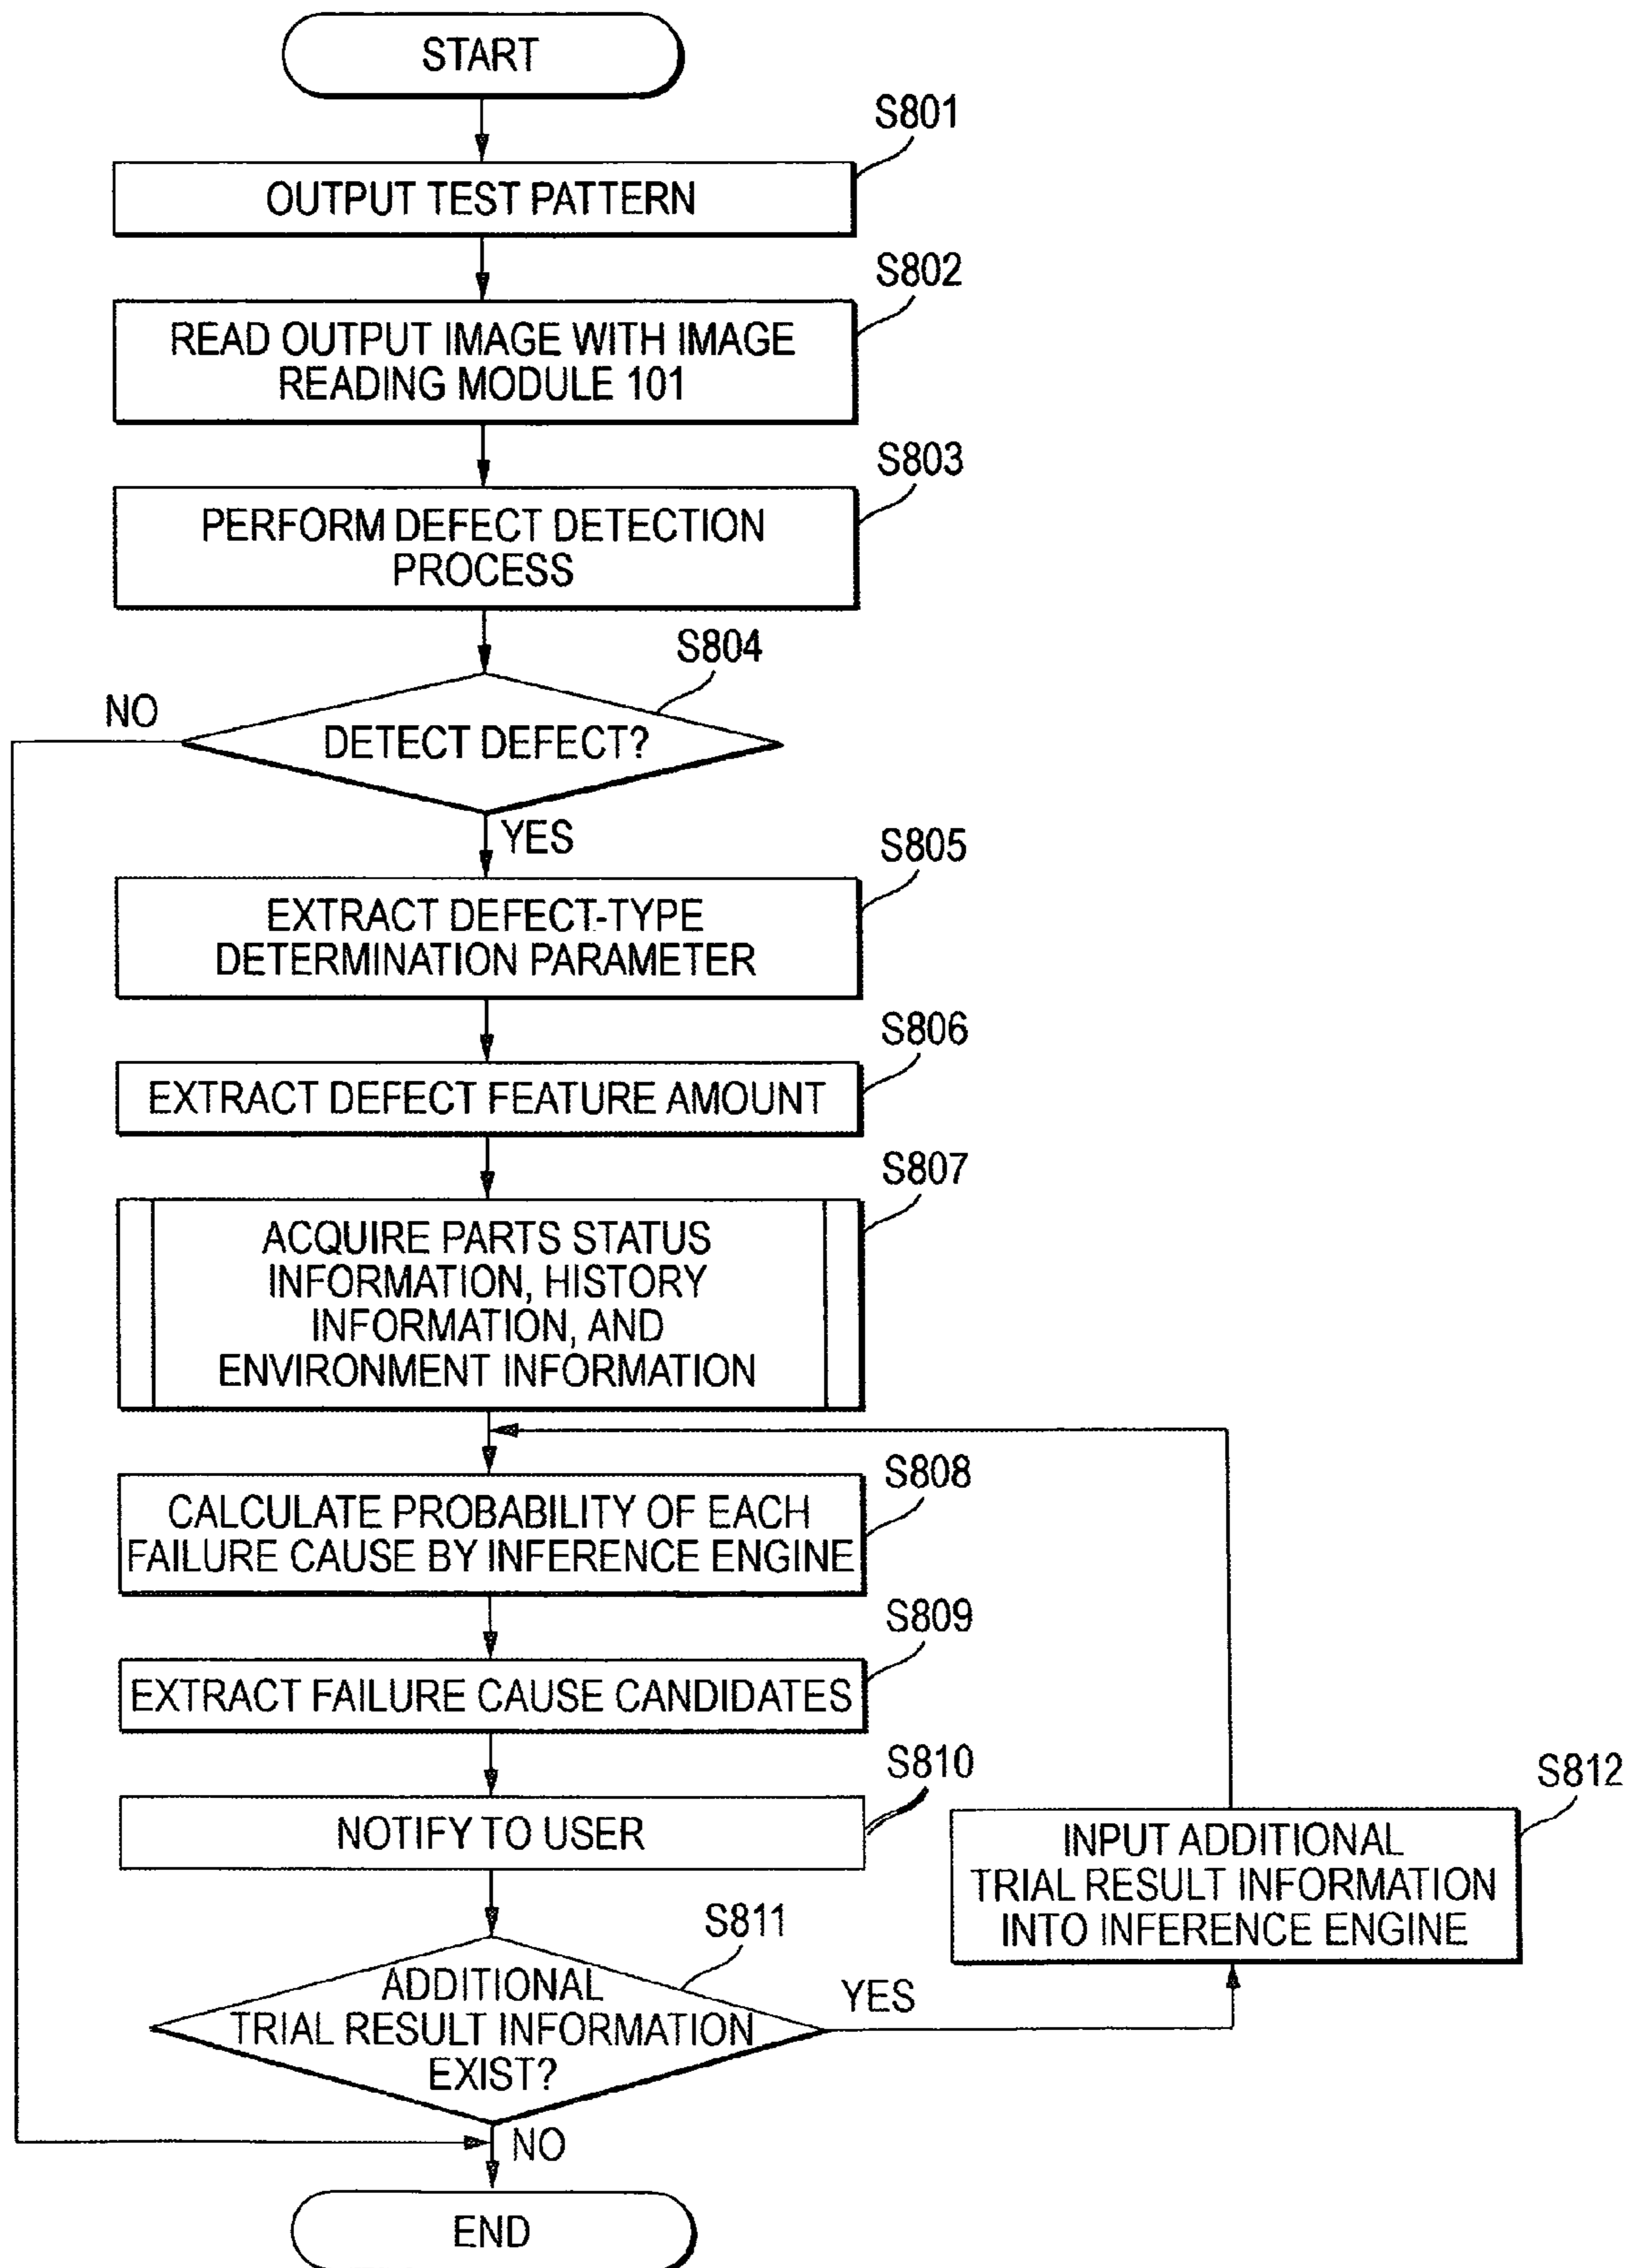 START
S801
OUTPUT TEST PATTERN
S802
READ OUTPUT IMAGE WITH IMAGE
READING MODULE 101
S803
PERFORM DEFECT DETECTION
PROCESS
S804
NO
DETECT DEFECT?
YES
S805
EXTRACT DEFECT-TYPE
DETERMINATION PARAMETER
S806
EXTRACT DEFECT FEATURE AMOUNT
S807
ACQUIRE PARTS STATUS
INFORMATION, HISTORY
INFORMATION, AND
ENVIRONMENT INFORMATION
S808
CALCULATE PROBABILITY OF EACH
FAILURE CAUSE BY INFERENCE ENGINE
S809
EXTRACT FAILURE CAUSE CANDIDATES
S810
NOTIFY TO USER
S812
INPUT ADDITIONAL
TRIAL RESULT INFORMATION
INTO INFERENCE ENGINE
S811
ADDITIONAL
TRIAL RESULT INFORMATION
EXIST?
YES
NO
END